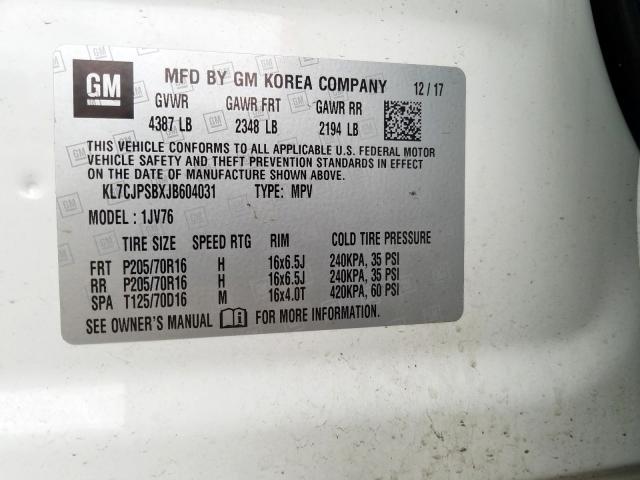 GM
MFD BY GM KOREA COMPANY 12/17
GVWR GAWR FRT GAWR RR
4387 LB 2348 LB 2194 LB
THIS VEHICLE CONFORMS TO ALL APPLICABLE U.S. FEDERAL MOTOR
VEHICLE SAFETY AND THEFT PREVENTION STANDARDS IN EFFECT
ON THE DATE OF MANUFACTURE SHOWN ABOVE.
KL7CJPSBXJB604031 TYPE: MPV
MODEL : 1JV76
TIRE SIZE SPEED RTG RIM COLD TIRE PRESSURE
FRT P205/70R16 H 16x6.5J 240KPA, 35 PSI
RR P205/70R16 H 16x6.5J 240KPA, 35 PSI
SPA T125/70D16 M 16x4.0T 420KPA, 60 PSI
SEE OWNER'S MANUAL FOR MORE INFORMATION.